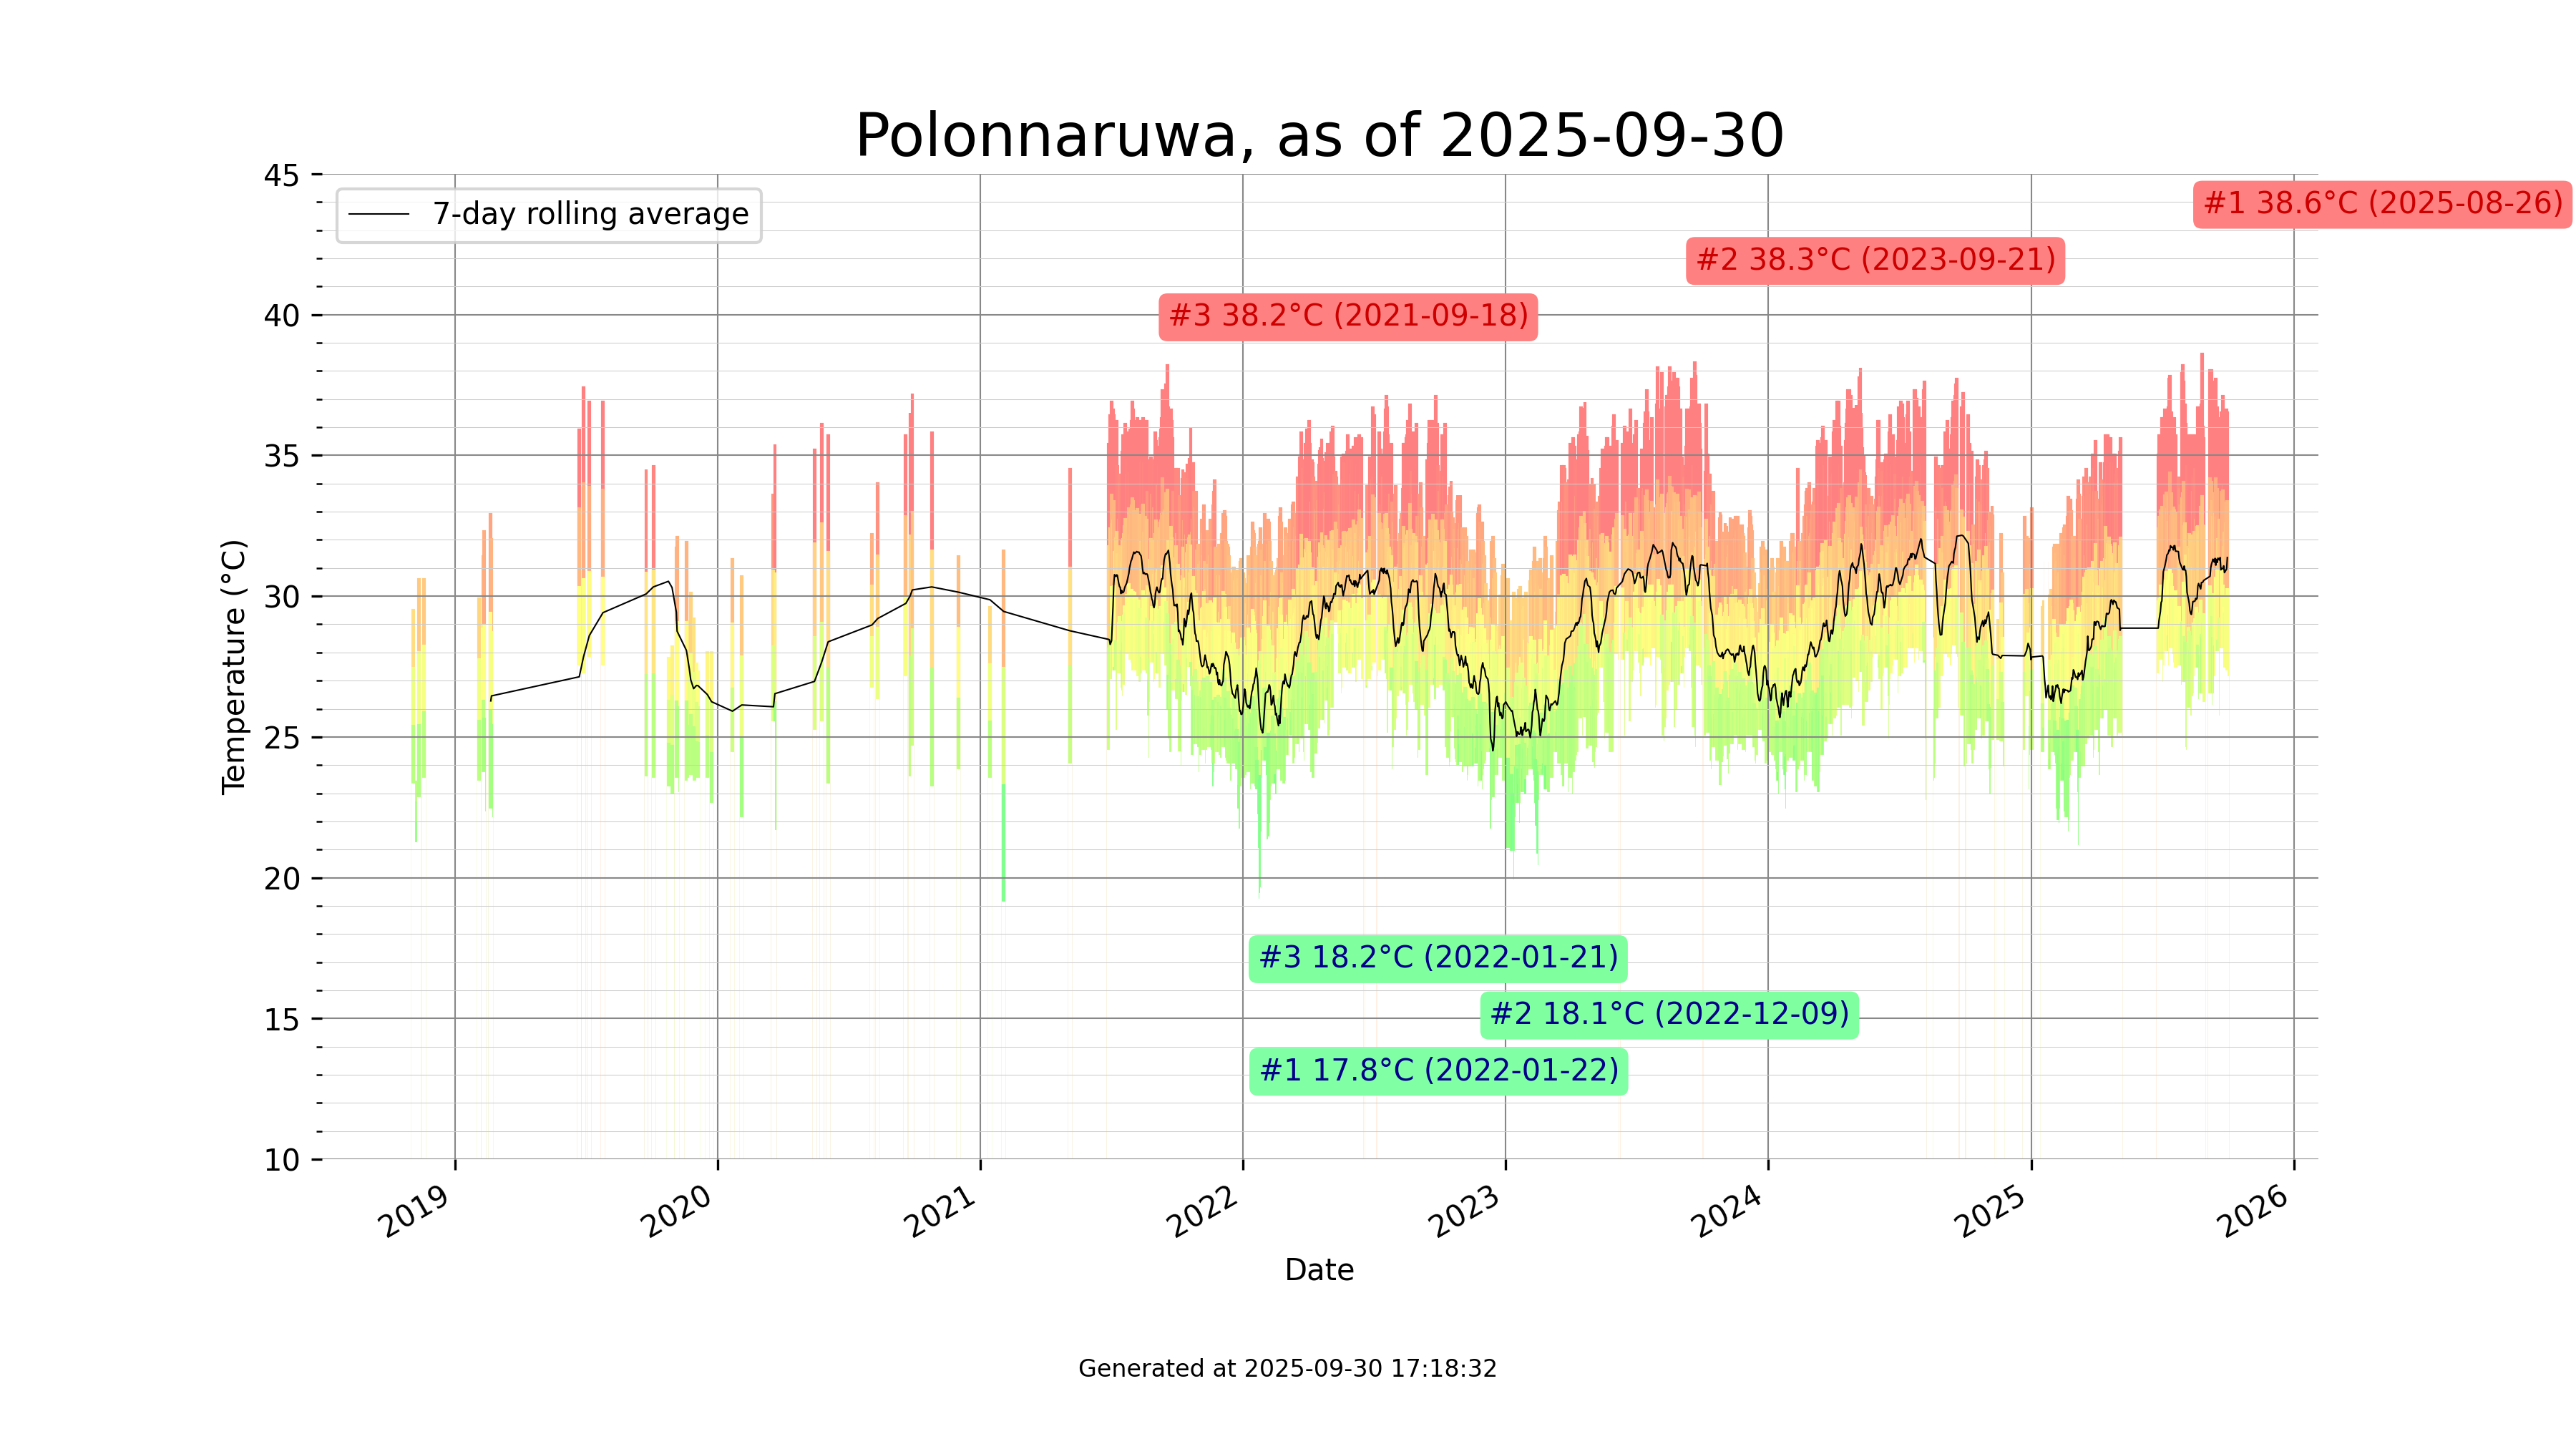 Polonnaruwa, as of 2025-09-30
45
40
35
30
25
20
15
10
Temperature (°C)
7-day rolling average
#1 38.6°C (2025-08-26)
#2 38.3°C (2023-09-21)
#3 38.2°C (2021-09-18)
#3 18.2°C (2022-01-21)
#2 18.1°C (2022-12-09)
#1 17.8°C (2022-01-22)
2019
2020
2021
2022
2023
2024
2025
2026
Date
Generated at 2025-09-30 17:18:32